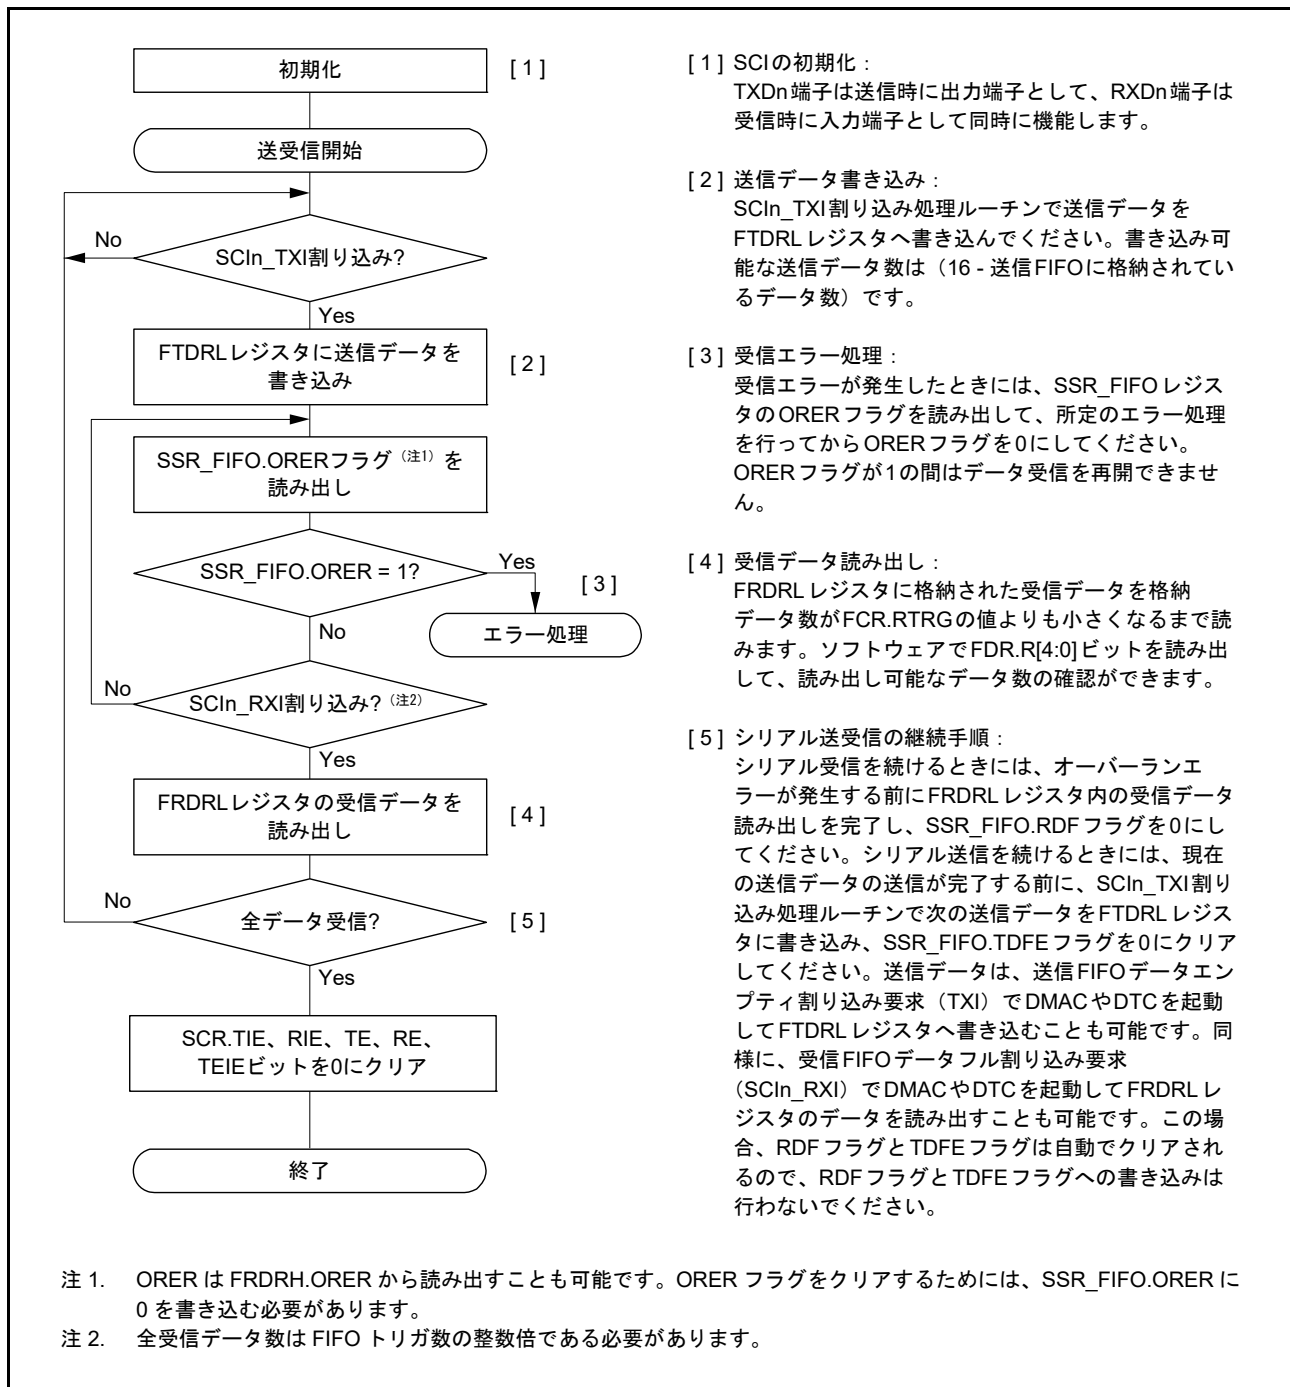 初期化
[ 1 ]
送受信開始
No
SCIn_TXI割り込み?
Yes
FTDRLレジスタに送信データを
書き込み
[ 2 ]
SSR_FIFO.ORERフラグ（注1）を
読み出し
SSR_FIFO.ORER = 1?
Yes
[ 3 ]
エラー処理
No
No
SCIn_RXI割り込み?（注2）
Yes
FRDRLレジスタの受信データを
読み出し
[ 4 ]
No
全データ受信?
[ 5 ]
Yes
SCR.TIE、RIE、TE、RE、
TEIEビットを0にクリア
終了
[ 1 ] SCIの初期化：
TXDn端子は送信時に出力端子として、RXDn端子は
受信時に入力端子として同時に機能します。
[ 2 ] 送信データ書き込み：
SCIn_TXI割り込み処理ルーチンで送信データを
FTDRLレジスタへ書き込んでください。書き込み可
能な送信データ数は（16 - 送信FIFOに格納されてい
るデータ数）です。
[ 3 ] 受信エラー処理：
受信エラーが発生したときには、SSR_FIFOレジス
タのORERフラグを読み出して、所定のエラー処理
を行ってからORERフラグを0にしてください。
ORERフラグが1の間はデータ受信を再開できませ
ん。
[ 4 ] 受信データ読み出し：
FRDRLレジスタに格納された受信データを格納
データ数がFCR.RTRGの値よりも小さくなるまで読
みます。ソフトウェアでFDR.R[4:0]ビットを読み出
して、読み出し可能なデータ数の確認ができます。
[ 5 ] シリアル送受信の継続手順：
シリアル受信を続けるときには、オーバーランエ
ラーが発生する前にFRDRLレジスタ内の受信データ
読み出しを完了し、SSR_FIFO.RDFフラグを0にし
てください。シリアル送信を続けるときには、現在
の送信データの送信が完了する前に、SCIn_TXI割り
込み処理ルーチンで次の送信データをFTDRLレジス
タに書き込み、SSR_FIFO.TDFEフラグを0にクリア
してください。送信データは、送信FIFOデータエン
プティ割り込み要求（TXI）でDMACやDTCを起動
してFTDRLレジスタへ書き込むことも可能です。同
様に、受信FIFOデータフル割り込み要求
（SCIn_RXI）でDMACやDTCを起動してFRDRLレ
ジスタのデータを読み出すことも可能です。この場
合、RDFフラグとTDFEフラグは自動でクリアされ
るので、RDFフラグとTDFEフラグへの書き込みは
行わないでください。
注 1. ORER は FRDRH.ORER から読み出すことも可能です。ORER フラグをクリアするためには、SSR_FIFO.ORER に
0 を書き込む必要があります。
注 2. 全受信データ数は FIFO トリガ数の整数倍である必要があります。